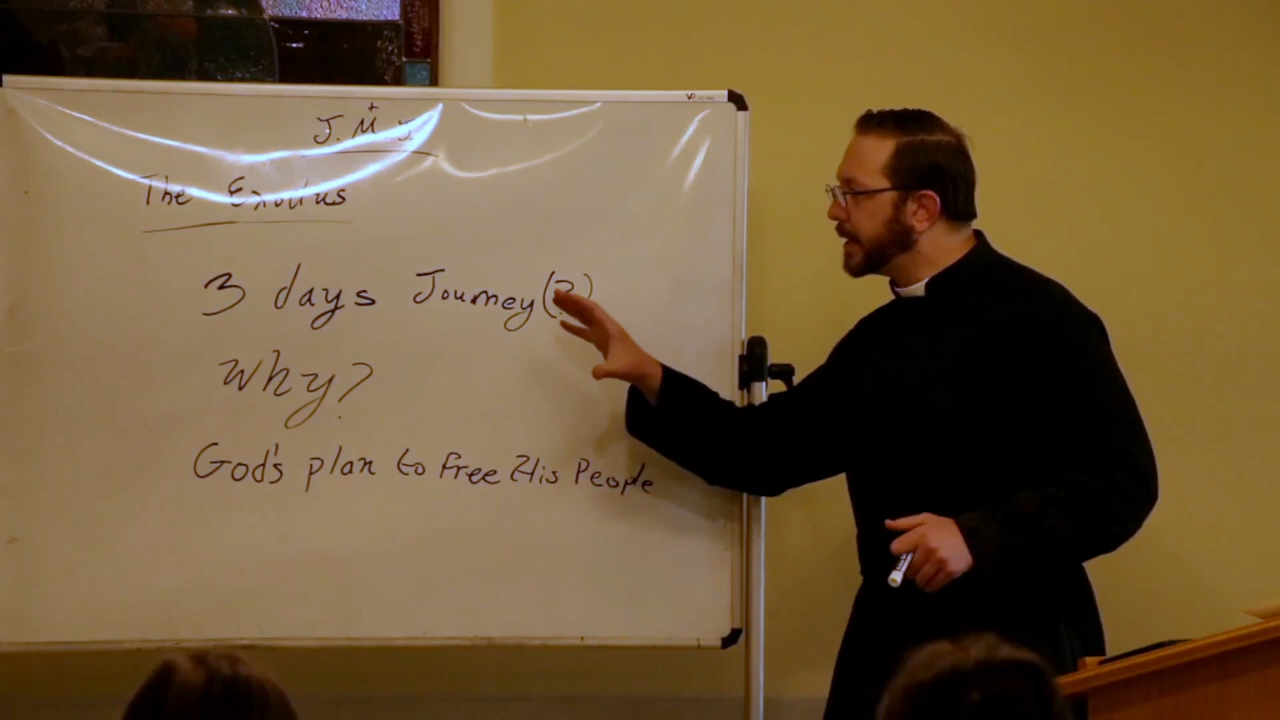 J. M. J.
The Exodus
3 days Journey (?)
Why?
God's plan to Free His People